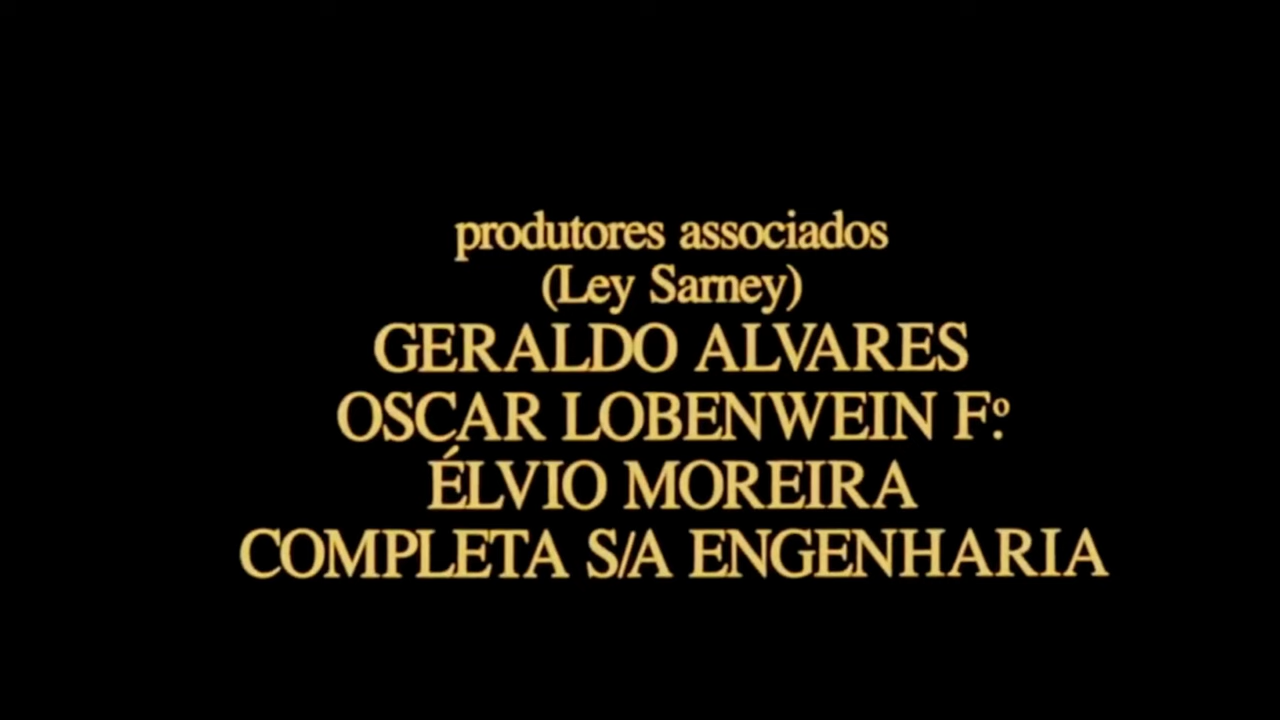 produtores associados
(Ley Sarney)
GERALDO ALVARES
OSCAR LOBENWEIN Fº.
ÉLVIO MOREIRA
COMPLETA S/A ENGENHARIA